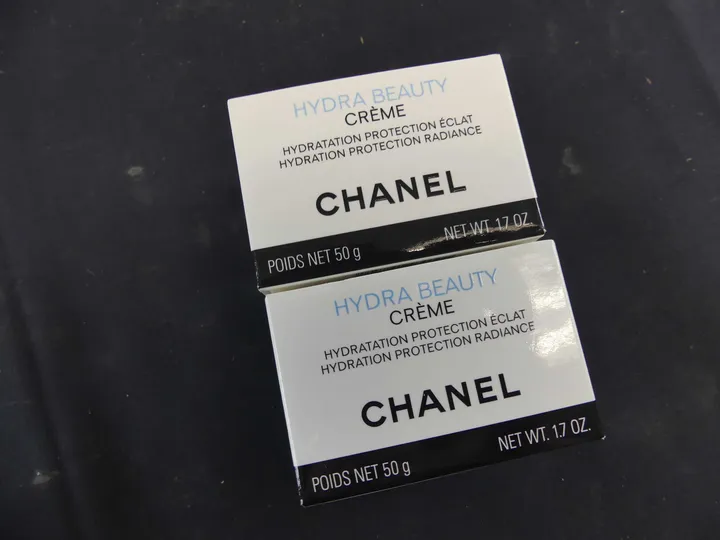 HYDRA BEAUTY
CRÈME
HYDRATATION PROTECTION ÉCLAT
HYDRATION PROTECTION RADIANCE
CHANEL
POIDS NET 50 g NET WT. 1.7 OZ.
HYDRA BEAUTY
CRÈME
HYDRATATION PROTECTION ÉCLAT
HYDRATION PROTECTION RADIANCE
CHANEL
POIDS NET 50 g NET WT. 1.7 OZ.